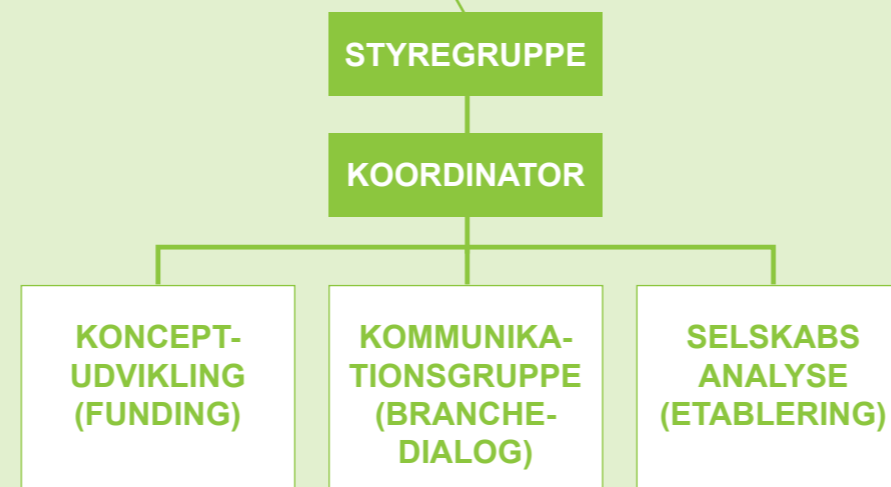 STYREGRUPPE
KOORDINATOR
KONCEPT-
UDVIKLING
(FUNDING)
KOMMUNIKA-
TIONSGRUPPE
(BRANCHE-
DIALOG)
SELSKABS
ANALYSE
(ETABLERING)